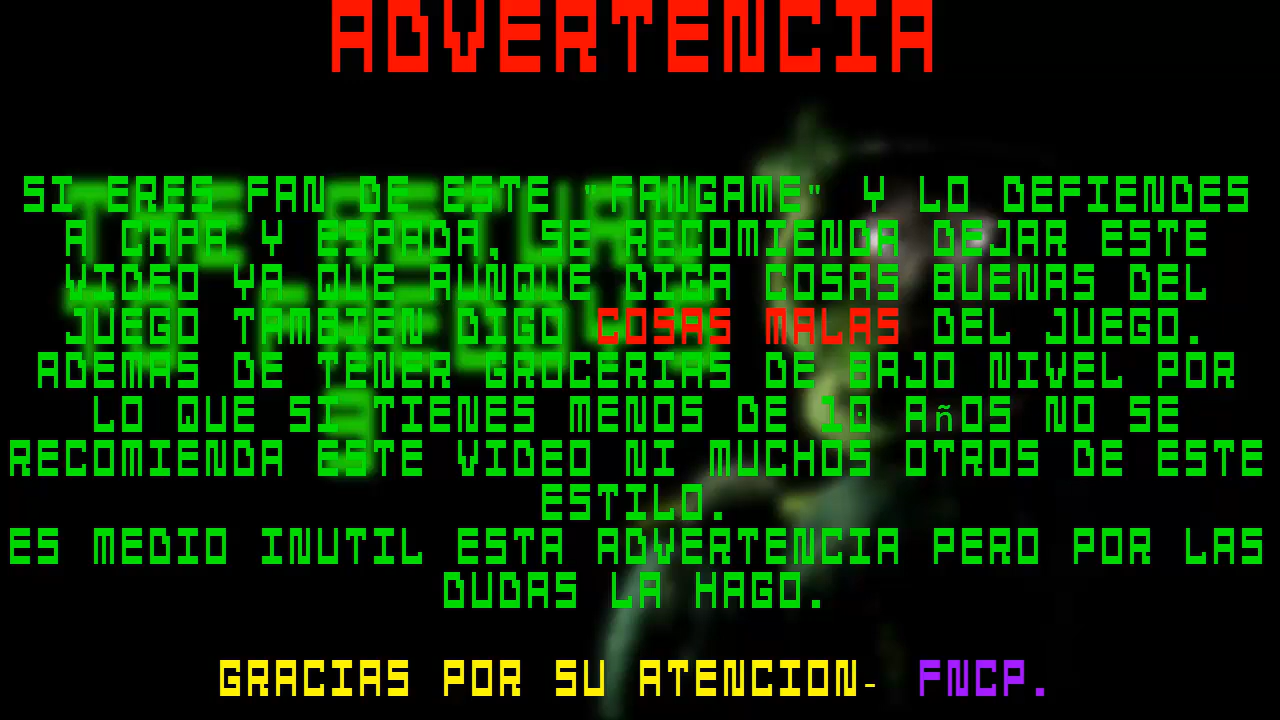 ADVERTENCIA
SI ERES FAN DE ESTE "FANGAME" Y LO DEFIENDES
A CAPA Y ESPADA, SE RECOMIENDA DEJAR ESTE
VIDEO YA QUE AUNQUE DIGA COSAS BUENAS DEL
JUEGO TAMBIEN DIGO COSAS MALAS DEL JUEGO.
ADEMAS DE TENER GROCERIAS DE BAJO NIVEL POR
LO QUE SI TIENES MENOS DE 10 AñOS NO SE
RECOMIENDA ESTE VIDEO NI MUCHOS OTROS DE ESTE
ESTILO.
ES MEDIO INUTIL ESTA ADVERTENCIA PERO POR LAS
DUDAS LA HAGO.
GRACIAS POR SU ATENCION- FNCP.